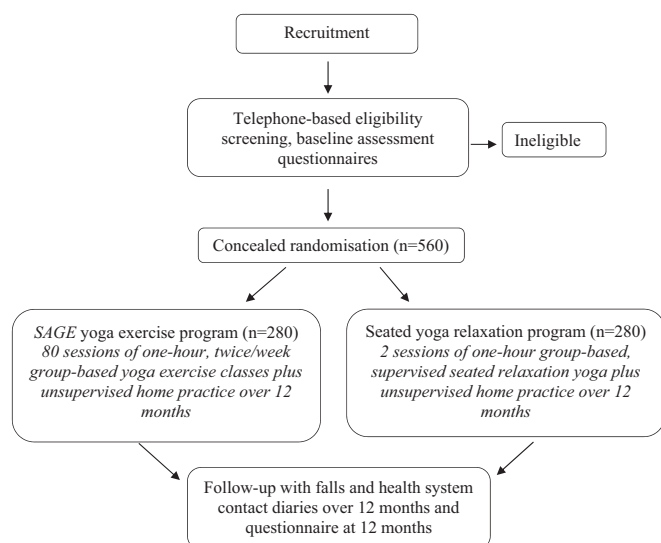 Recruitment
Telephone-based eligibility
screening, baseline assessment
questionnaires
Ineligible
Concealed randomisation (n=560)
SAGE yoga exercise program (n=280)
80 sessions of one-hour, twice/week
group-based yoga exercise classes plus
unsupervised home practice over 12
months
Seated yoga relaxation program (n=280)
2 sessions of one-hour group-based,
supervised seated relaxation yoga plus
unsupervised home practice over 12
months
Follow-up with falls and health system
contact diaries over 12 months and
questionnaire at 12 months